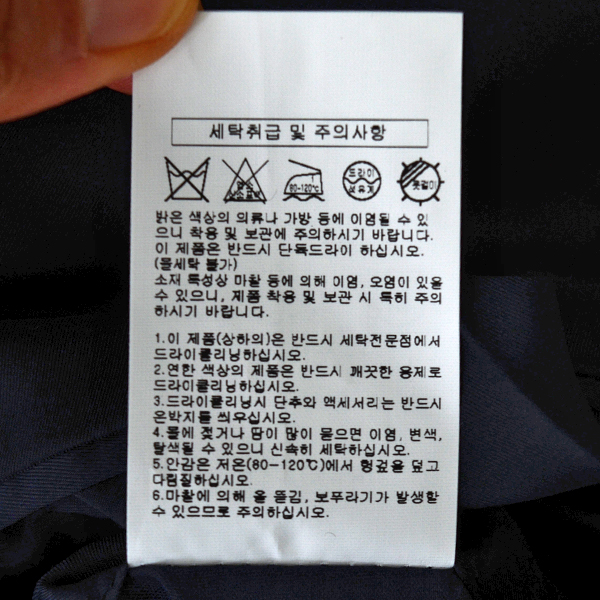 세탁취급 및 주의사항
염소 표백
80-120℃
드라이
석유계
옷걸이
밝은 색상의 의류나 가방 등에 이염될 수 있
으니 착용 및 보관에 주의하시기 바랍니다.
이 제품은 반드시 단독드라이 하십시오.
(물세탁 불가)
소재 특성상 마찰 등에 의해 이염, 오염이 있을
수 있으니, 제품 착용 및 보관 시 특히 주의
하시기 바랍니다.
1.이 제품(상하의)은 반드시 세탁전문점에서
드라이클리닝하십시오.
2.연한 색상의 제품은 반드시 깨끗한 용제로
드라이클리닝하십시오.
3.드라이클리닝시 단추와 액세서리는 반드시
은박지를 씌우십시오.
4.물에 젖거나 땀이 많이 묻으면 이염, 변색,
탈색될 수 있으니 신속히 세탁하십시오.
5.안감은 저온(80-120℃)에서 헝겊을 덮고
다림질하십시오.
6.마찰에 의해 올 뜯김, 보푸라기가 발생할
수 있으므로 주의하십시오.